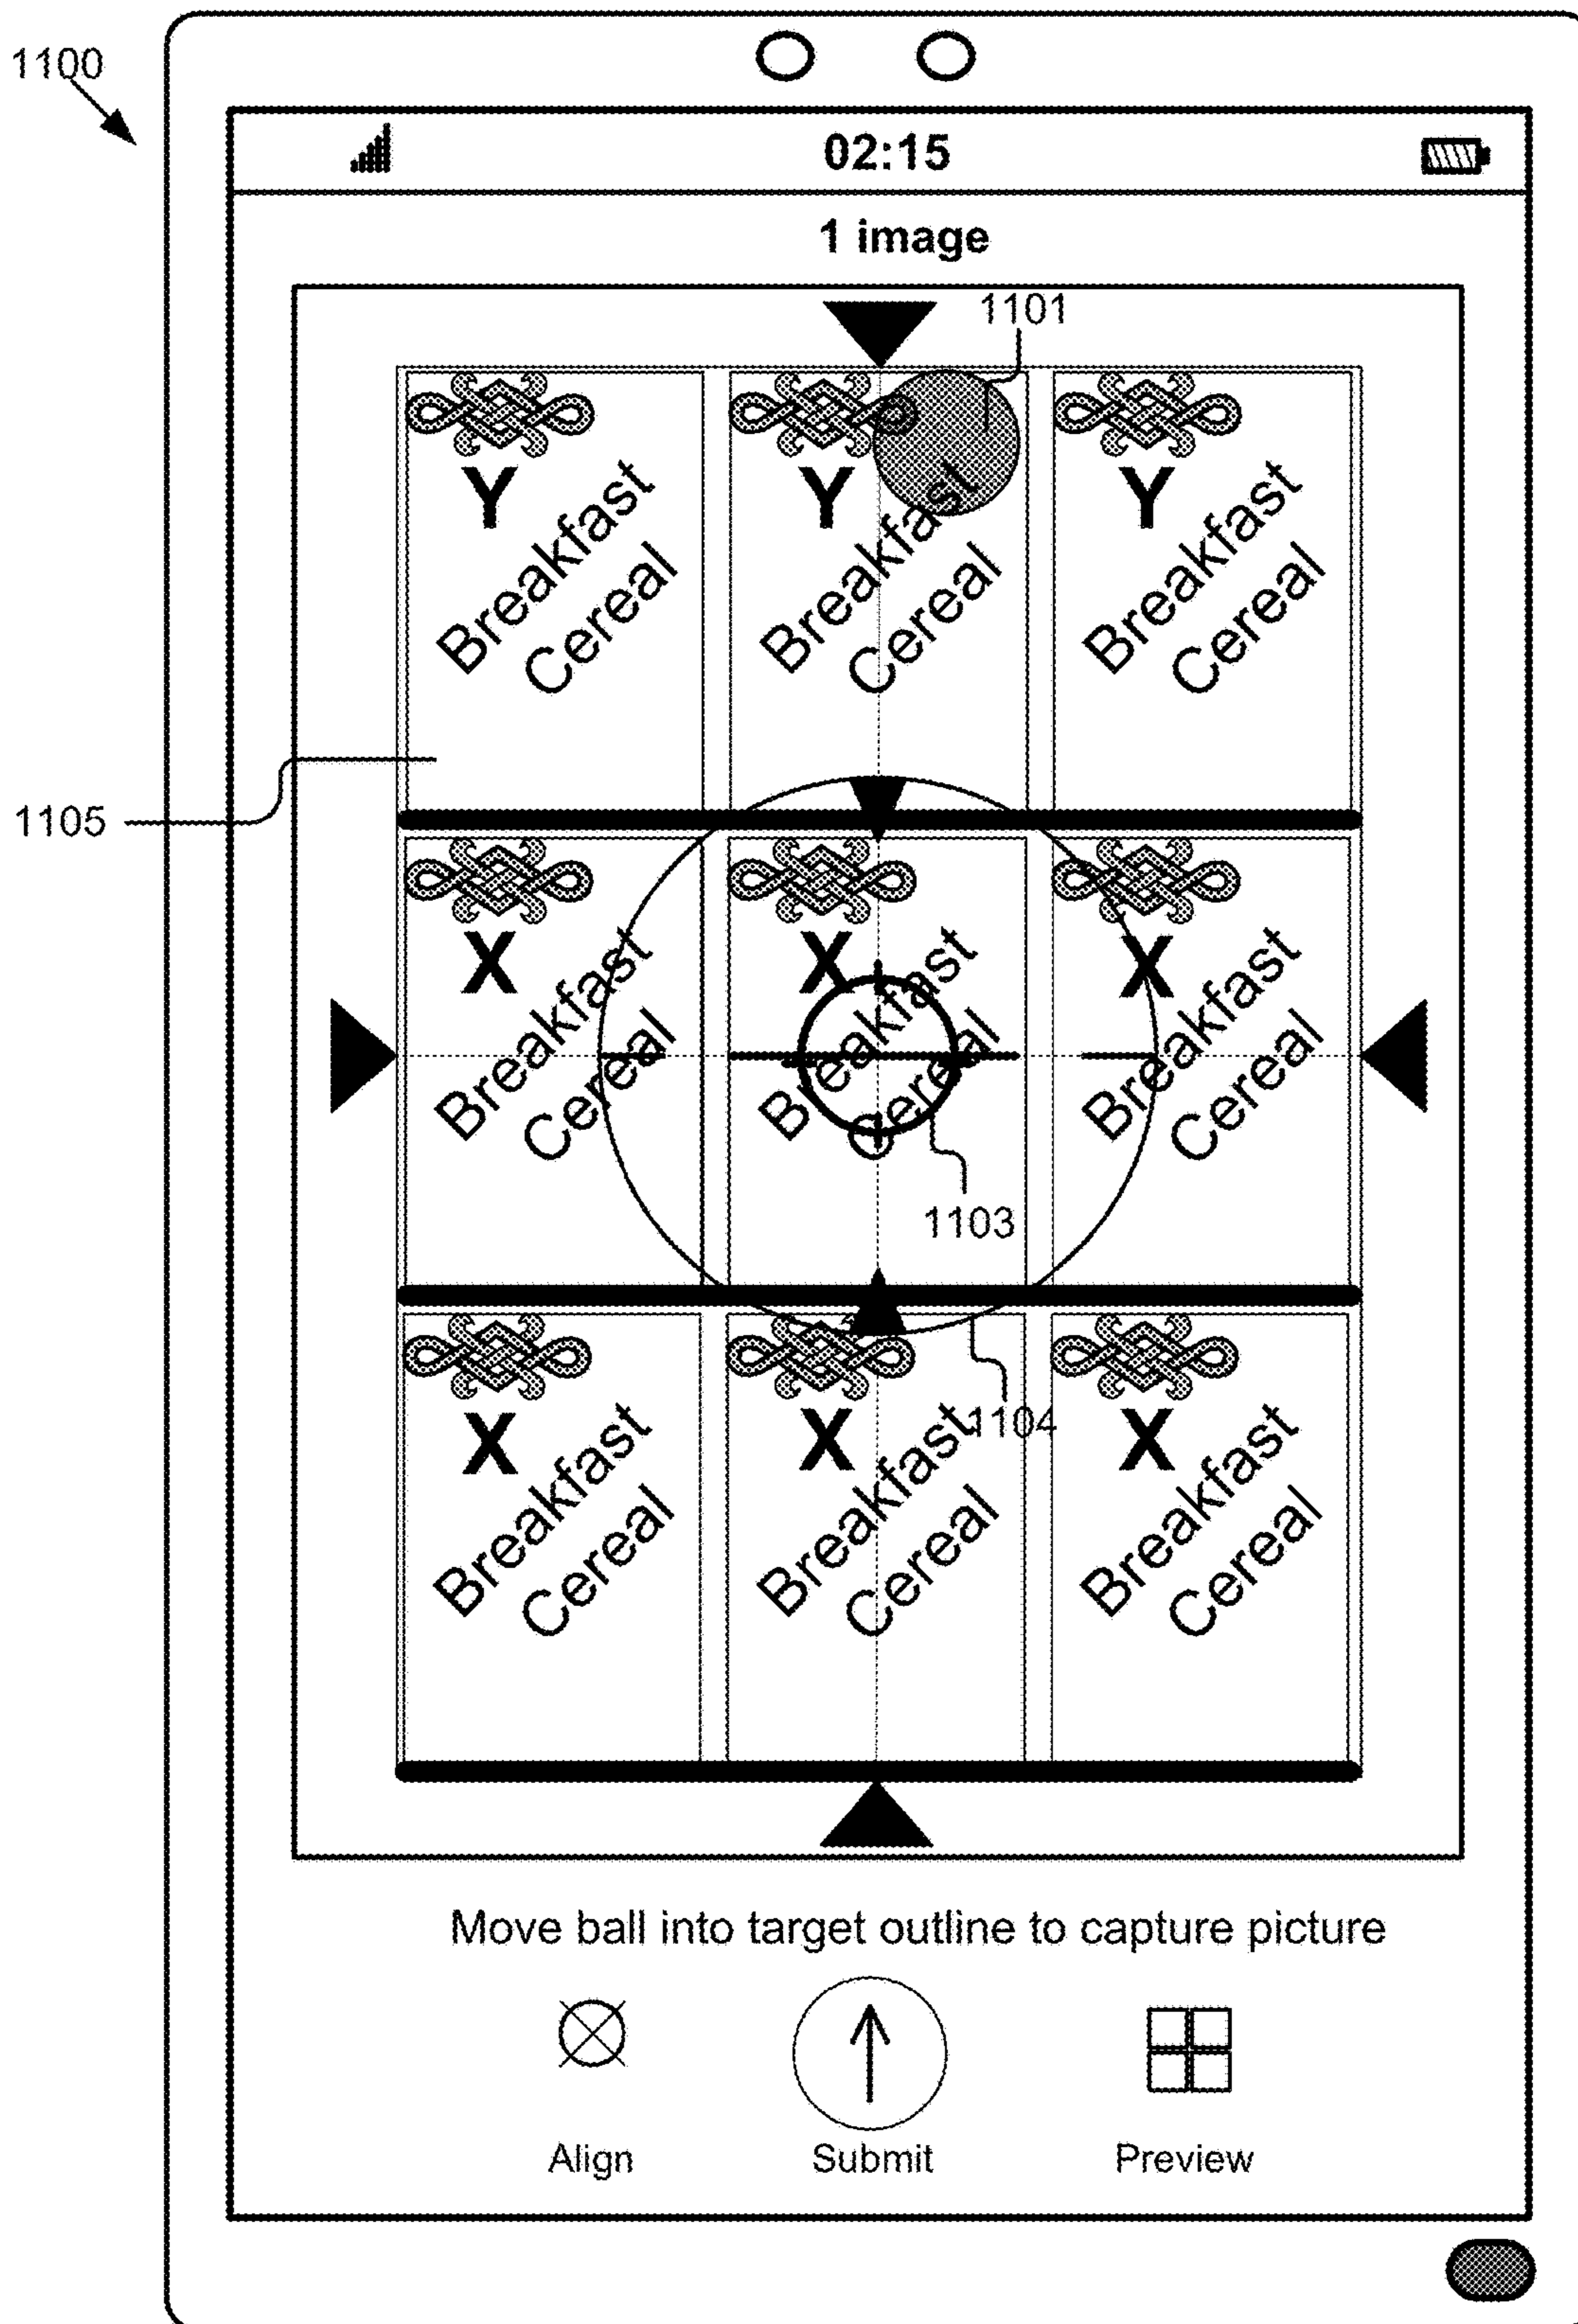 1100
02:15
1 image
1101
Y Y Y
Breakfast Breakfast Breakfast
Cereal Cereal Cereal
1105
X X X
Breakfast Breakfast Breakfast
Cereal Cereal Cereal
1103
X X X
1104
Breakfast Breakfast Breakfast
Cereal Cereal Cereal
Move ball into target outline to capture picture
Align Submit Preview